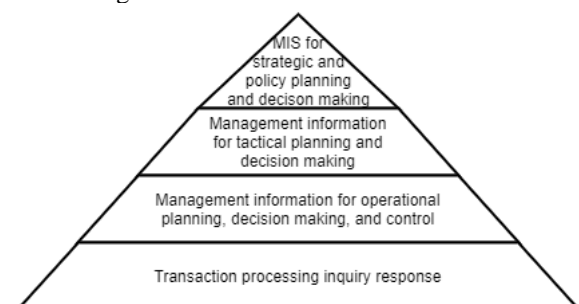 MIS for
strategic and
policy planning
and decison making
Management information
for tactical planning and
decision making
Management information for operational
planning, decision making, and control
Transaction processing inquiry response